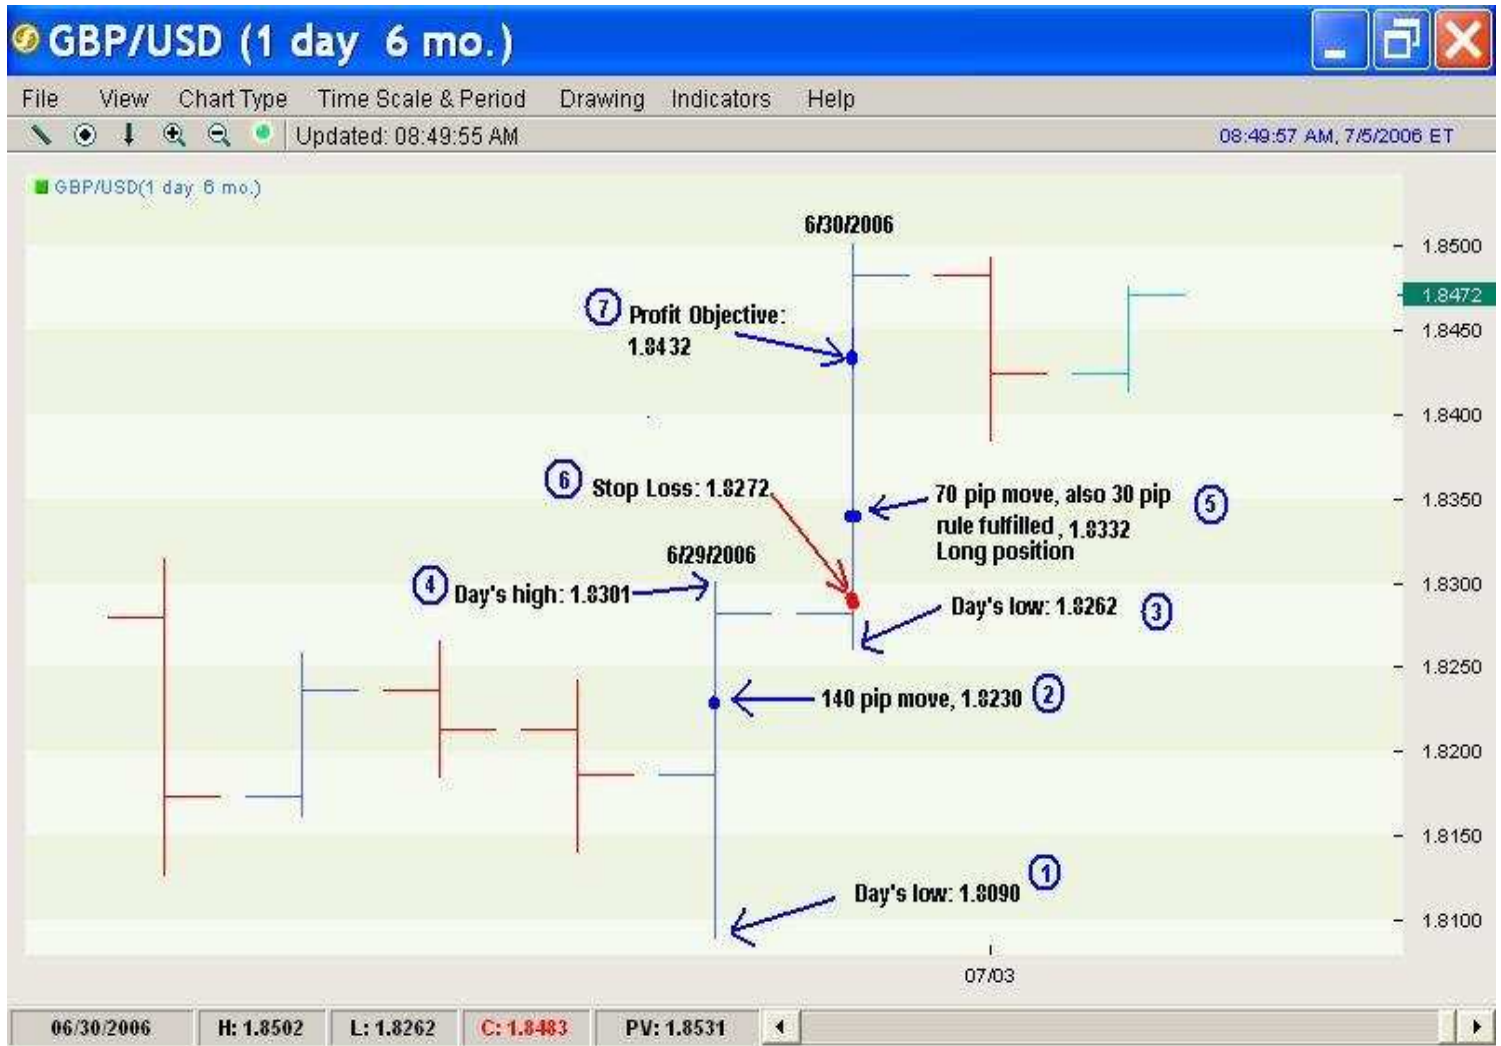 GBP/USD (1 day 6 mo.)
File View Chart Type Time Scale & Period Drawing Indicators Help
Updated: 08:49:55 AM
08:49:57 AM, 7/5/2006 ET
GBP/USD(1 day 6 mo.)
6/30/2006
1.8500
7 Profit Objective:
1.8432
1.8472
1.8450
1.8400
6 Stop Loss: 1.8272
70 pip move, also 30 pip 5
rule fulfilled , 1.8332
Long position
1.8350
6/29/2006
4 Day's high: 1.8301
1.8300
Day's low: 1.8262 3
1.8250
140 pip move, 1.8230 2
1.8200
1.8150
Day's low: 1.8090 1
1.8100
07/03
06/30/2006 H: 1.8502 L: 1.8262 C: 1.8483 PV: 1.8531